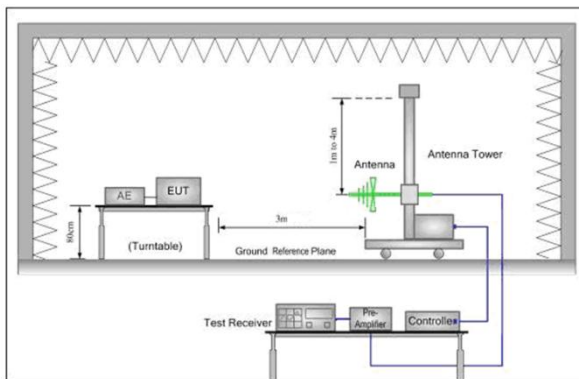 1m to 4m
Antenna
Antenna Tower
AE
EUT
80cm
(Turntable)
3m
Ground Reference Plane
Test Receiver
Pre-
Amplifier
Controller